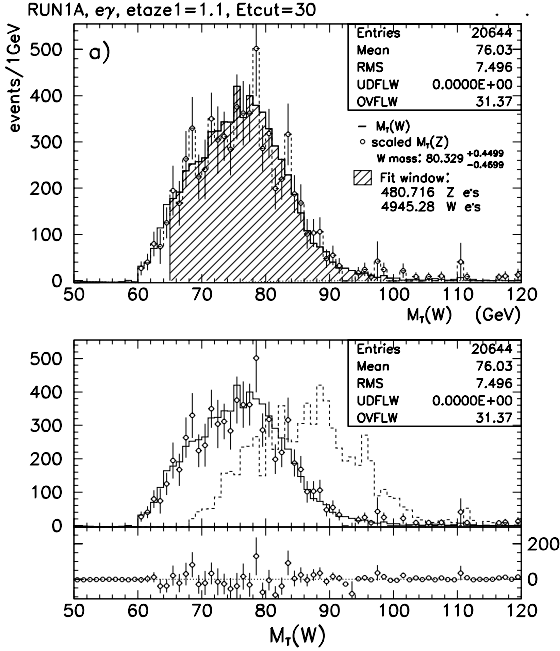 RUN1A, eγ, etaze1=1.1, Etcut=30
a)
events/1GeV
500
400
300
200
100
0
Entries 20644
Mean 76.03
RMS 7.496
UDFLW 0.0000E+00
OVFLW 31.37
M_T(W)
scaled M_T(Z)
W mass: 80.329 +0.4499 −0.4699
Fit window:
480.716 Z e's
4945.28 W e's
50 60 70 80 90 100 110 120
M_T(W) (GeV)
500
400
300
200
100
0
Entries 20644
Mean 76.03
RMS 7.496
UDFLW 0.0000E+00
OVFLW 31.37
200
0
50 60 70 80 90 100 110 120
M_T(W)